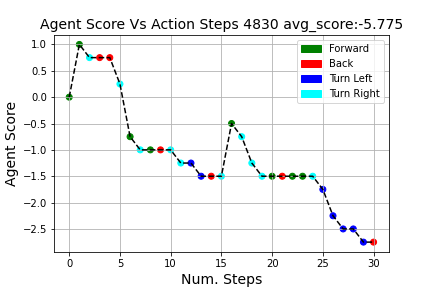 Agent Score Vs Action Steps 4830 avg_score:-5.775
Agent Score
1.0
0.5
0.0
−0.5
−1.0
−1.5
−2.0
−2.5
Forward
Back
Turn Left
Turn Right
0 5 10 15 20 25 30
Num. Steps